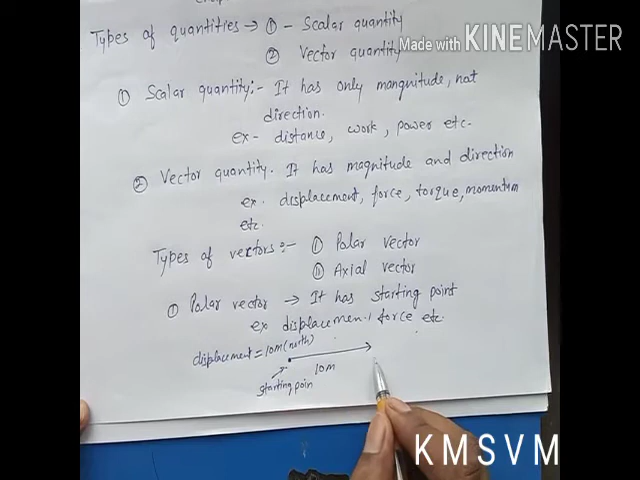 Types of quantities → ① - Scalar quantity
② Vector quantity
Made with KINEMASTER
① Scalar quantity:- It has only manqnitude, not
direction.
ex- distance, work, power etc.
② Vector quantity. It has magnitude and direction
ex. displacement, force, torque, momentum
etc.
Types of vectors:- ① Polar vector
② Axial vector
① Polar vector → It has starting point
ex displacement force etc.
displacement = 10m(north)
10m
starting poin
K M S V M